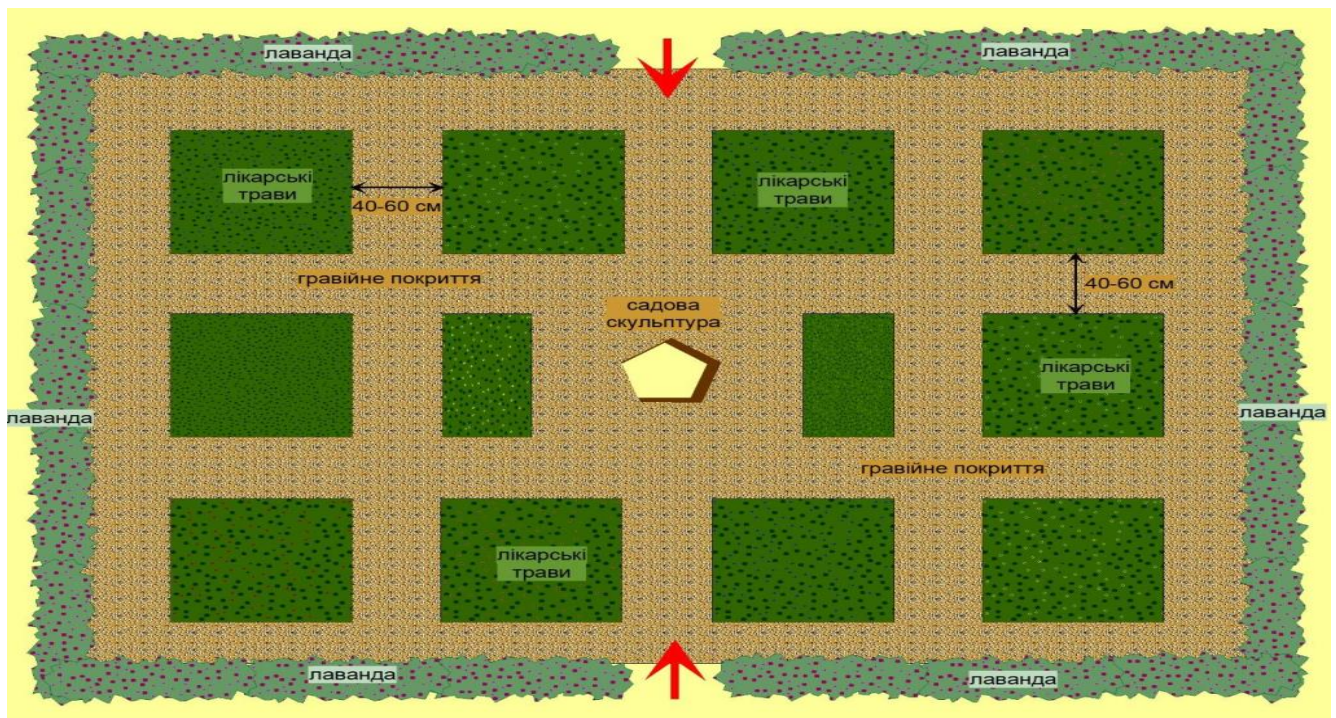 лаванда
лаванда
лікарські
трави
40-60 см
лікарські
трави
гравійне покриття
40-60 см
садова
скульптура
лікарські
трави
лаванда
лаванда
гравійне покриття
лікарські
трави
лаванда
лаванда